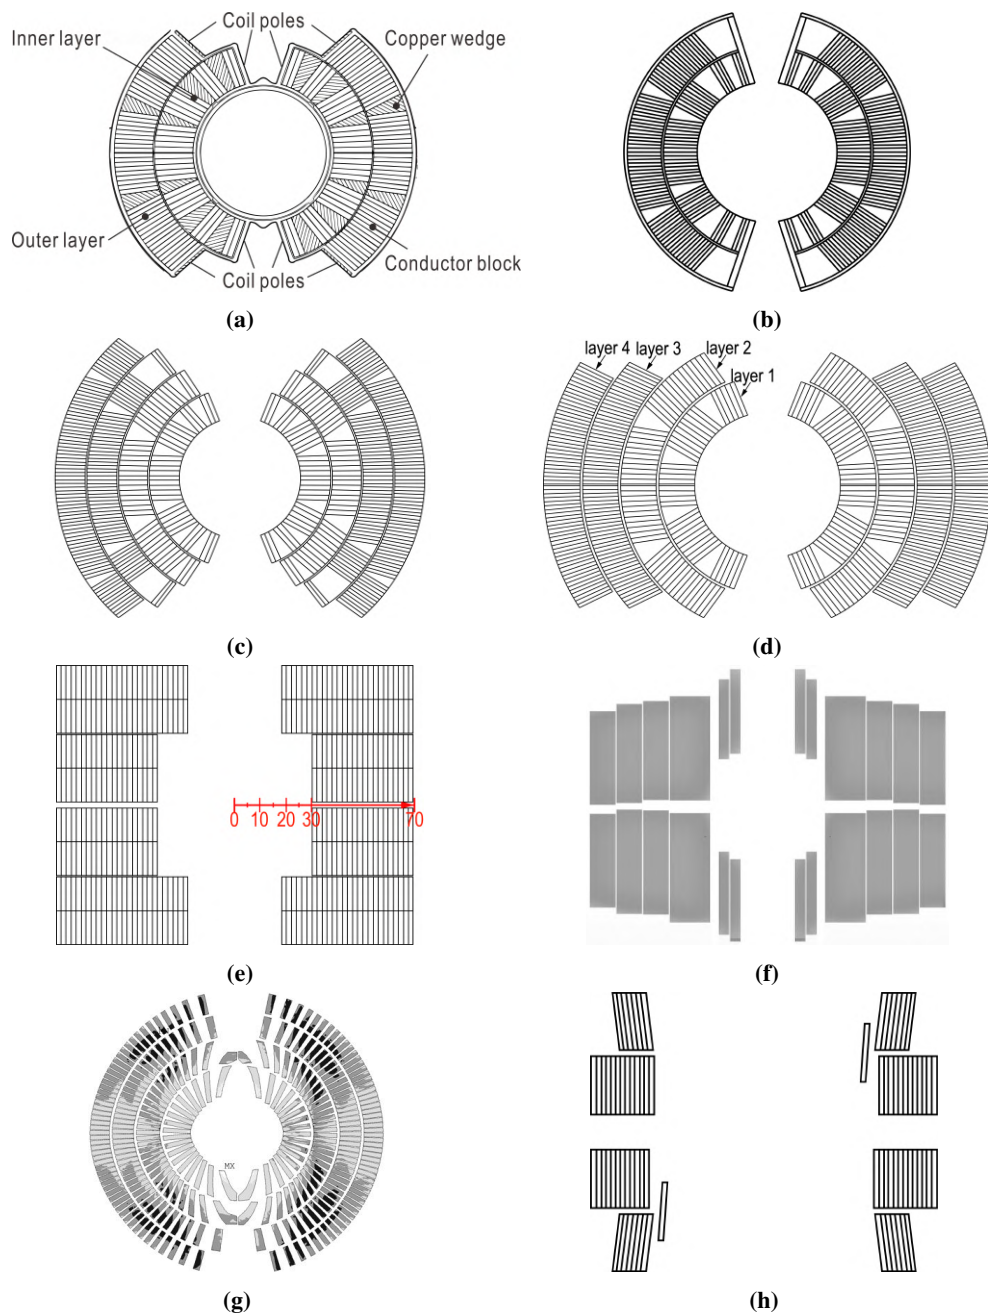 Coil poles
Inner layer
Copper wedge
Outer layer
Conductor block
Coil poles
(a)
(b)
layer 4
layer 3
layer 2
layer 1
(c)
(d)
0 10 20 30 70
(e)
(f)
MX
(g)
(h)